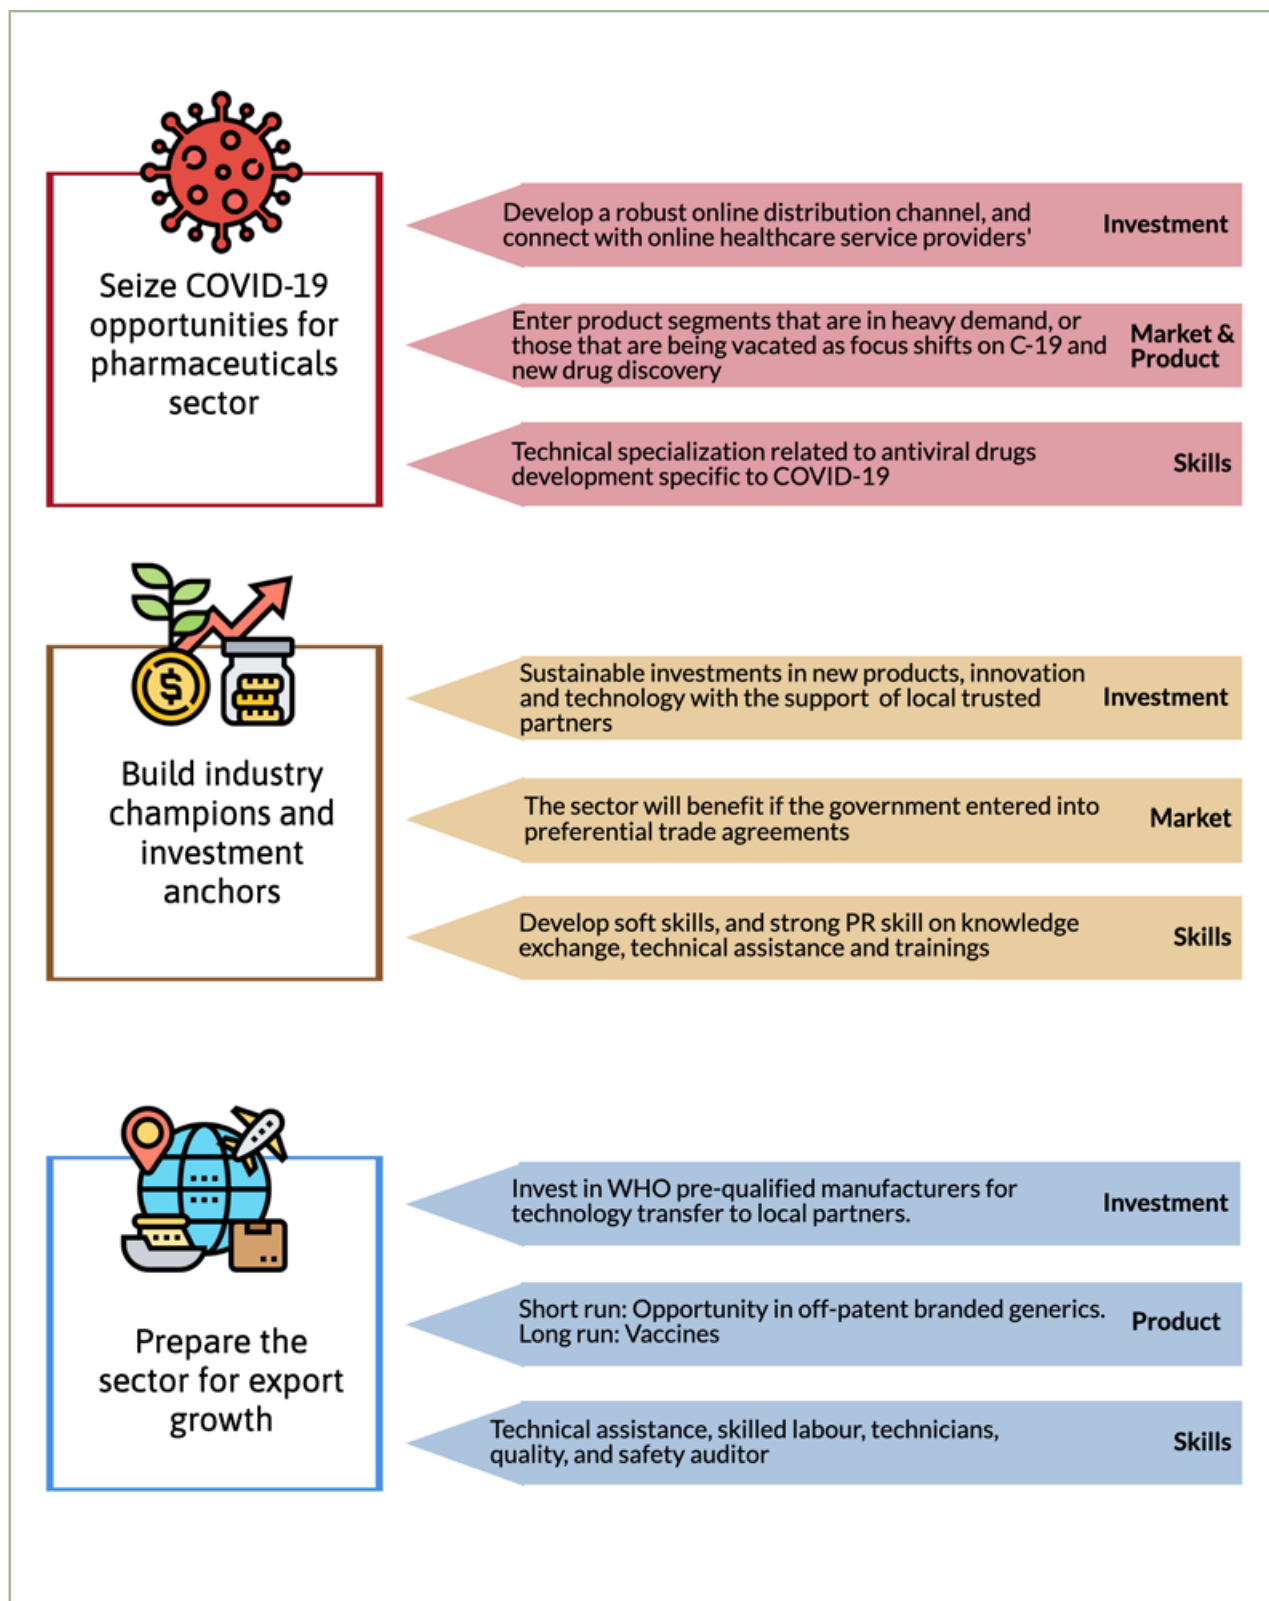 Seize COVID-19
opportunities for
pharmaceuticals
sector
Develop a robust online distribution channel, and
connect with online healthcare service providers'
Investment
Enter product segments that are in heavy demand, or
those that are being vacated as focus shifts on C-19 and
new drug discovery
Market &
Product
Technical specialization related to antiviral drugs
development specific to COVID-19
Skills
Build industry
champions and
investment
anchors
Sustainable investments in new products, innovation
and technology with the support of local trusted
partners
Investment
The sector will benefit if the government entered into
preferential trade agreements
Market
Develop soft skills, and strong PR skill on knowledge
exchange, technical assistance and trainings
Skills
Prepare the
sector for export
growth
Invest in WHO pre-qualified manufacturers for
technology transfer to local partners.
Investment
Short run: Opportunity in off-patent branded generics.
Long run: Vaccines
Product
Technical assistance, skilled labour, technicians,
quality, and safety auditor
Skills